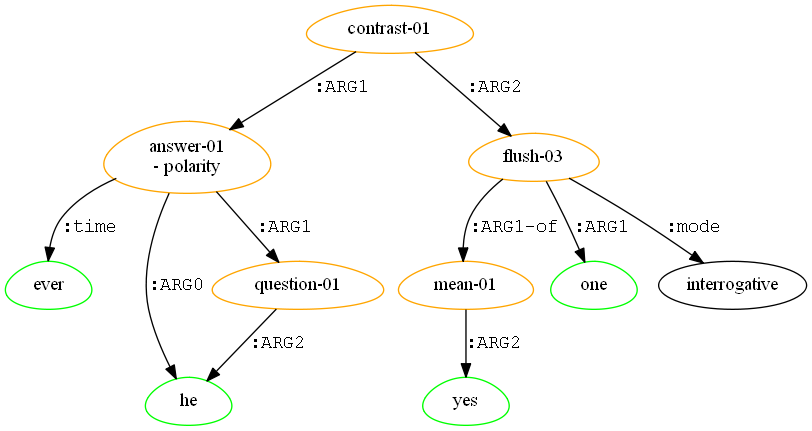 contrast-01
:ARG1
:ARG2
answer-01
- polarity
flush-03
:time
:ARG0
:ARG1
:ARG1-of
:ARG1
:mode
ever
question-01
mean-01
one
interrogative
:ARG2
:ARG2
he
yes